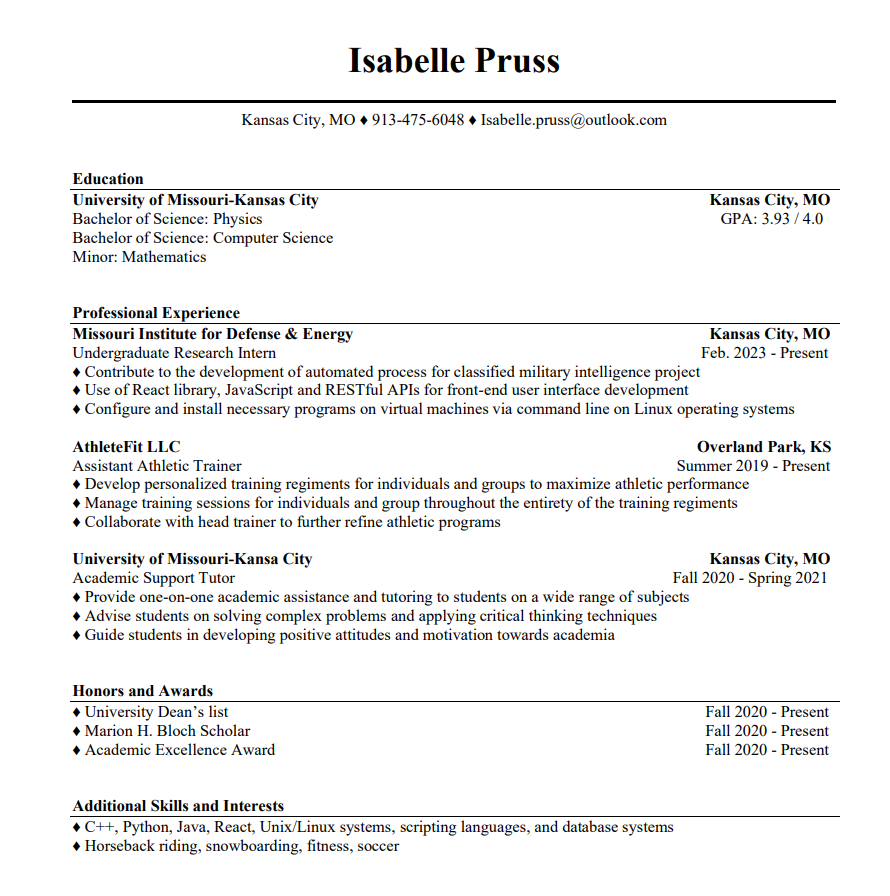 Isabelle Pruss
Kansas City, MO ♦ 913-475-6048 ♦ Isabelle.pruss@outlook.com
Education
University of Missouri-Kansas City Kansas City, MO
Bachelor of Science: Physics GPA: 3.93 / 4.0
Bachelor of Science: Computer Science
Minor: Mathematics
Professional Experience
Missouri Institute for Defense & Energy Kansas City, MO
Undergraduate Research Intern Feb. 2023 - Present
♦ Contribute to the development of automated process for classified military intelligence project
♦ Use of React library, JavaScript and RESTful APIs for front-end user interface development
♦ Configure and install necessary programs on virtual machines via command line on Linux operating systems
AthleteFit LLC Overland Park, KS
Assistant Athletic Trainer Summer 2019 - Present
♦ Develop personalized training regiments for individuals and groups to maximize athletic performance
♦ Manage training sessions for individuals and group throughout the entirety of the training regiments
♦ Collaborate with head trainer to further refine athletic programs
University of Missouri-Kansa City Kansas City, MO
Academic Support Tutor Fall 2020 - Spring 2021
♦ Provide one-on-one academic assistance and tutoring to students on a wide range of subjects
♦ Advise students on solving complex problems and applying critical thinking techniques
♦ Guide students in developing positive attitudes and motivation towards academia
Honors and Awards
♦ University Dean’s list Fall 2020 - Present
♦ Marion H. Bloch Scholar Fall 2020 - Present
♦ Academic Excellence Award Fall 2020 - Present
Additional Skills and Interests
♦ C++, Python, Java, React, Unix/Linux systems, scripting languages, and database systems
♦ Horseback riding, snowboarding, fitness, soccer